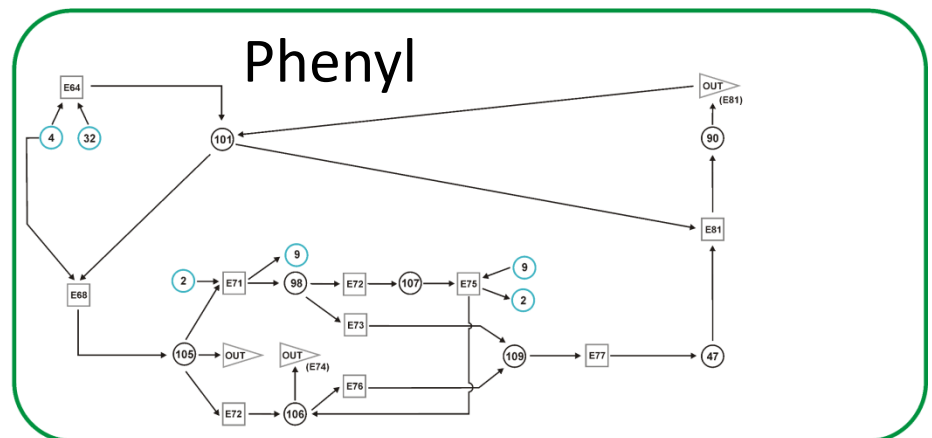 Phenyl
E64
OUT
(E81)
4
32
101
90
E81
9
9
2
E71
98
E72
107
E75
2
E68
E73
105
OUT
OUT
(E74)
109
E77
47
E76
E72
106